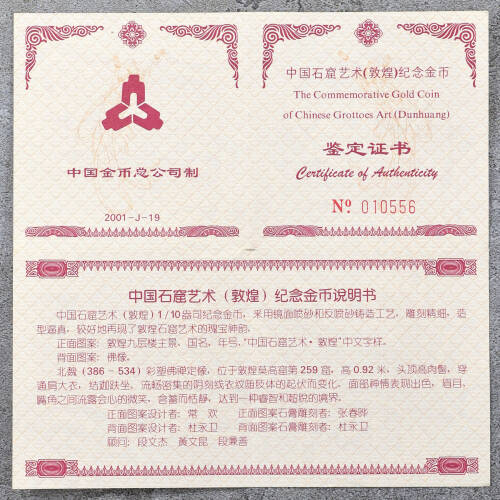 中国金币总公司制
2001-J-19
中国石窟艺术(敦煌)纪念金币
The Commemorative Gold Coin
of Chinese Grottoes Art (Dunhuang)
鉴定证书
Certificate of Authenticity
Nº 010556
中国石窟艺术（敦煌）纪念金币说明书
中国石窟艺术（敦煌）1/10盎司纪念金币，采用镜面喷砂和反喷砂铸造工艺，雕刻精细，造
型逼真，较好地再现了敦煌石窟艺术的瑰宝神韵。
正面图案：敦煌九层楼主景，国名，年号，“中国石窟艺术·敦煌”中文字样。
背面图案：佛像。
北魏（386～534）彩塑佛禅定像，位于敦煌莫高窟第259窟，高0.92米，头顶高肉髻，穿
通肩大衣，结跏趺坐，流畅密集的阴刻线衣纹随肢体的起伏而变化，面部神情表现出色，眉目、
嘴角之间流露会心的微笑，含蓄而恬静，达到一种睿智和超脱的境界。
正面图案设计者：常 欢 正面图案石膏雕刻者：张春骅
背面图案设计者：杜永卫 背面图案石膏雕刻者：杜永卫
顾问：段文杰 黄文昆 段兼善